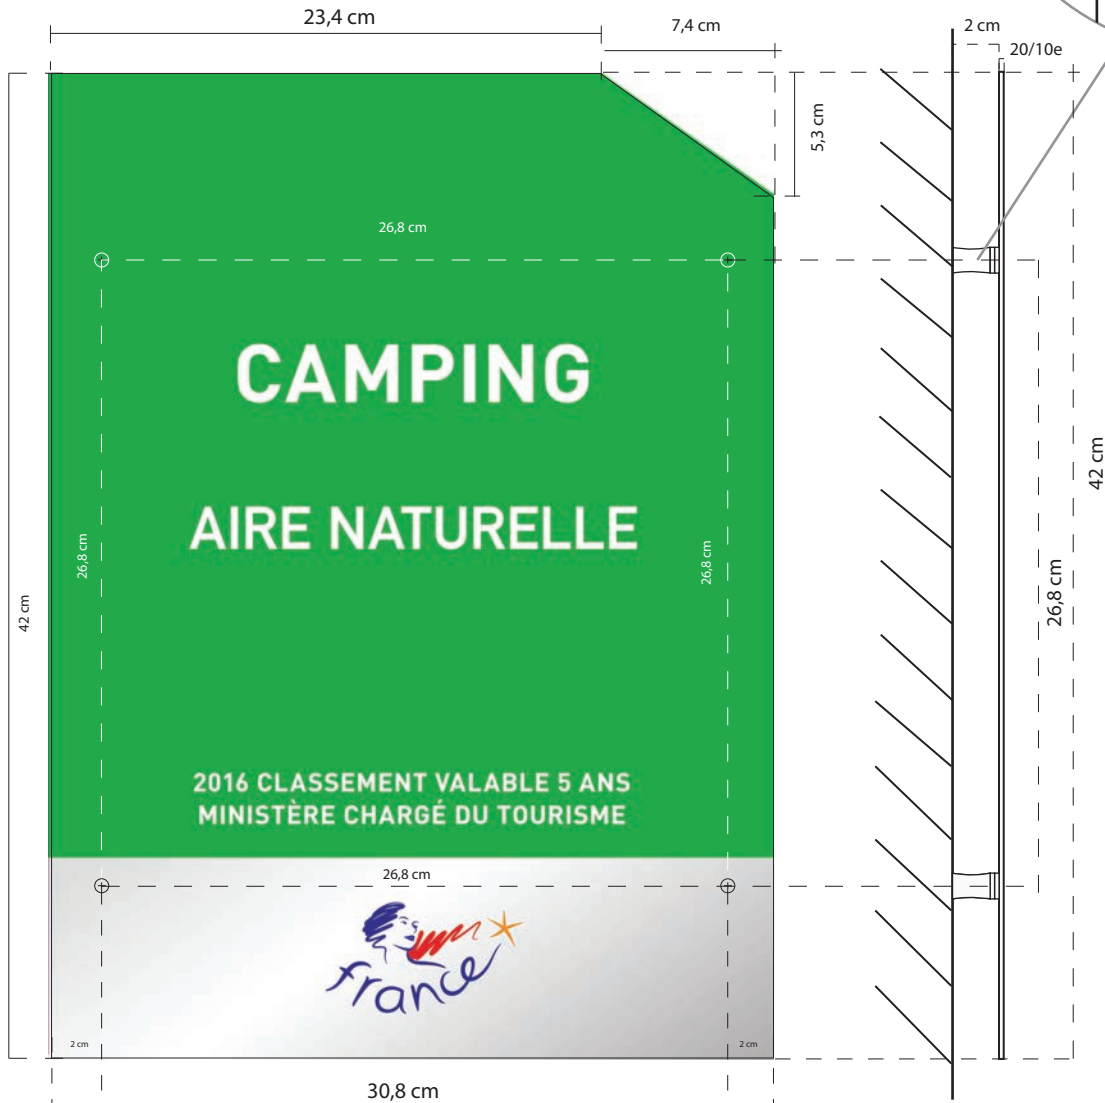 23,4 cm
7,4 cm
2 cm
20/10e
5,3 cm
26,8 cm
CAMPING
AIRE NATURELLE
42 cm
26,8 cm
26,8 cm
26,8 cm
42 cm
2016 CLASSEMENT VALABLE 5 ANS
MINISTÈRE CHARGÉ DU TOURISME
26,8 cm
france
2 cm
2 cm
30,8 cm